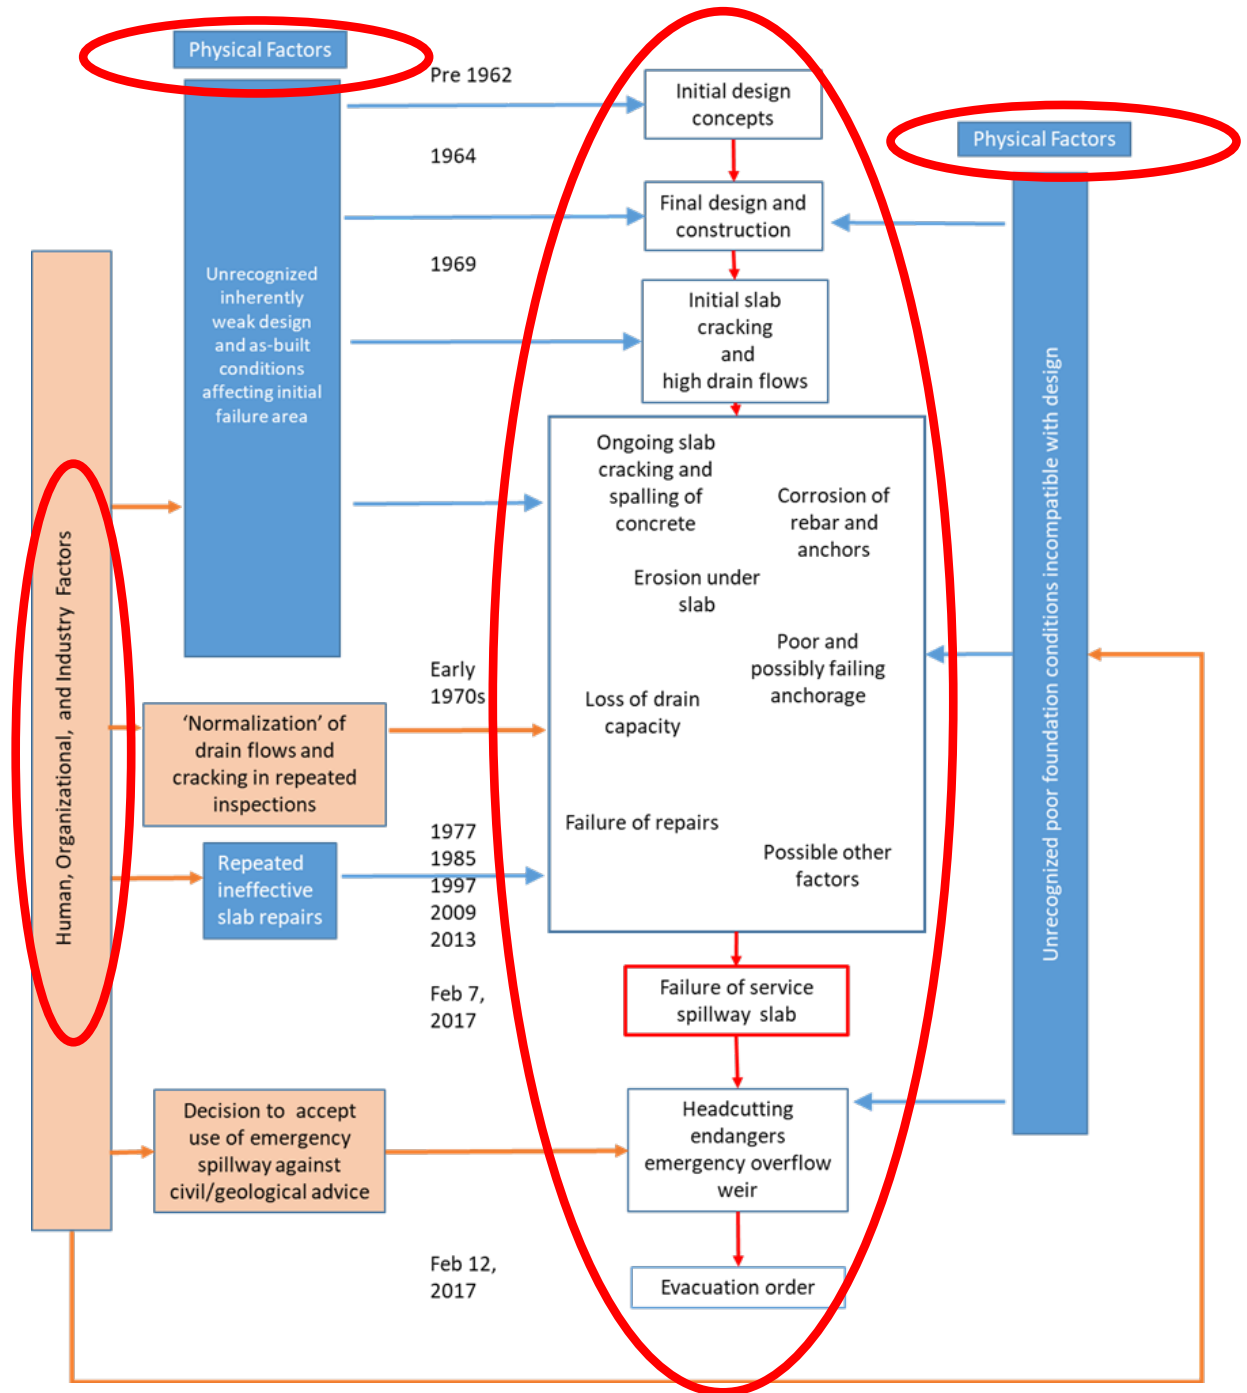 Physical Factors
Pre 1962
Initial design
concepts
Physical Factors
1964
Final design and
construction
1969
Unrecognized
inherently
weak design
and as-built
conditions
affecting initial
failure area
Initial slab
cracking
and
high drain flows
Ongoing slab
cracking and
spalling of
concrete
Corrosion of
rebar and
anchors
Erosion under
slab
Poor and
possibly failing
anchorage
Loss of drain
capacity
Failure of repairs
Possible other
factors
Human, Organizational, and Industry Factors
Unrecognized poor foundation conditions incompatible with design
Early
1970s
‘Normalization’ of
drain flows and
cracking in repeated
inspections
1977
1985
1997
2009
2013
Repeated
ineffective
slab repairs
Feb 7,
2017
Failure of service
spillway slab
Decision to accept
use of emergency
spillway against
civil/geological advice
Headcutting
endangers
emergency overflow
weir
Feb 12,
2017
Evacuation order